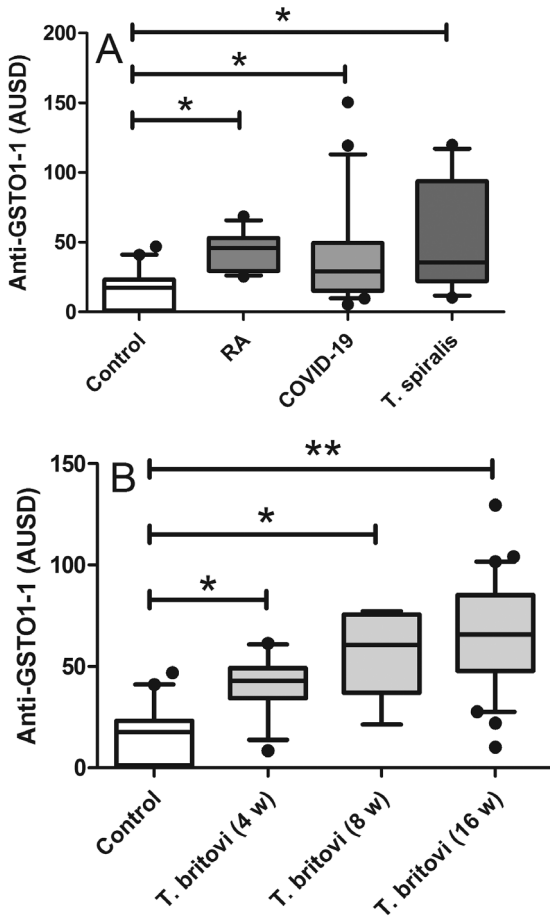 A
Anti-GSTO1-1 (AUSD)
200
150
100
50
0
*
*
*
Control
RA
COVID-19
T. spiralis
B
Anti-GSTO1-1 (AUSD)
150
100
50
0
**
*
*
Control
T. britovi (4 w)
T. britovi (8 w)
T. britovi (16 w)